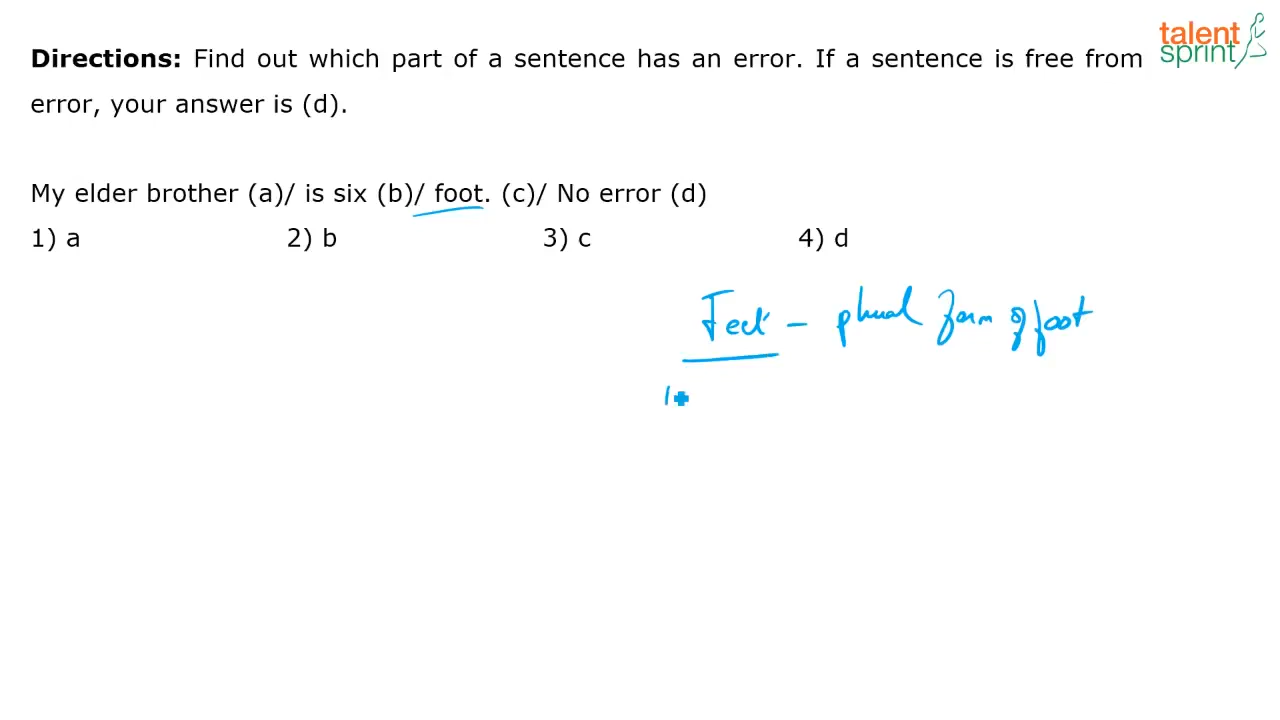 talent
sprint
Directions: Find out which part of a sentence has an error. If a sentence is free from
error, your answer is (d).
My elder brother (a)/ is six (b)/ foot. (c)/ No error (d)
1) a 2) b 3) c 4) d
Feet – plural form of foot
1